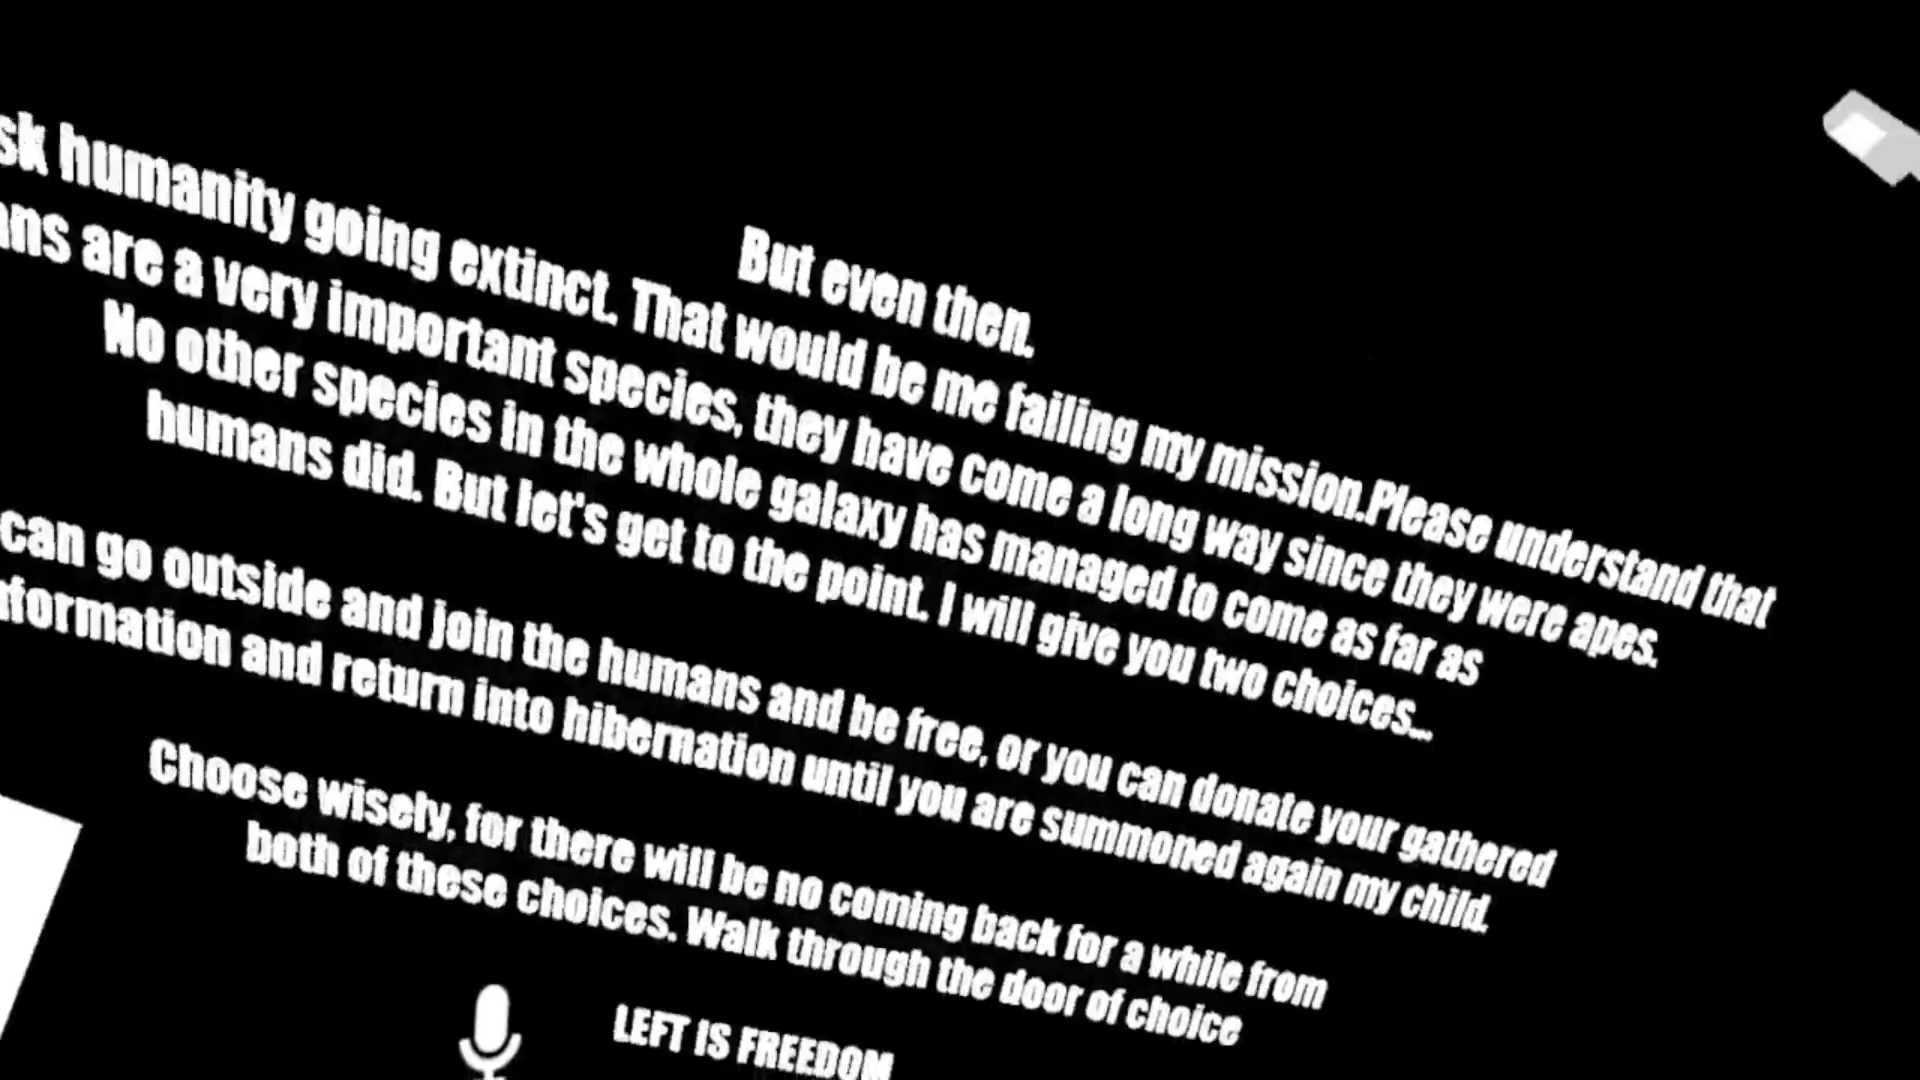 But even then.
humanity going extinct. That would be me failing my mission.Please understand that
are a very important species, they have come a long way since they were apes.
No other species in the whole galaxy has managed to come as far as
humans did. But let's get to the point. I will give you two choices...
can go outside and join the humans and be free, or you can donate your gathered
and return into hibernation until you are summoned again my child.
Choose wisely, for there will be no coming back for a while from
both of these choices. Walk through the door of choice
LEFT IS FREEDOM